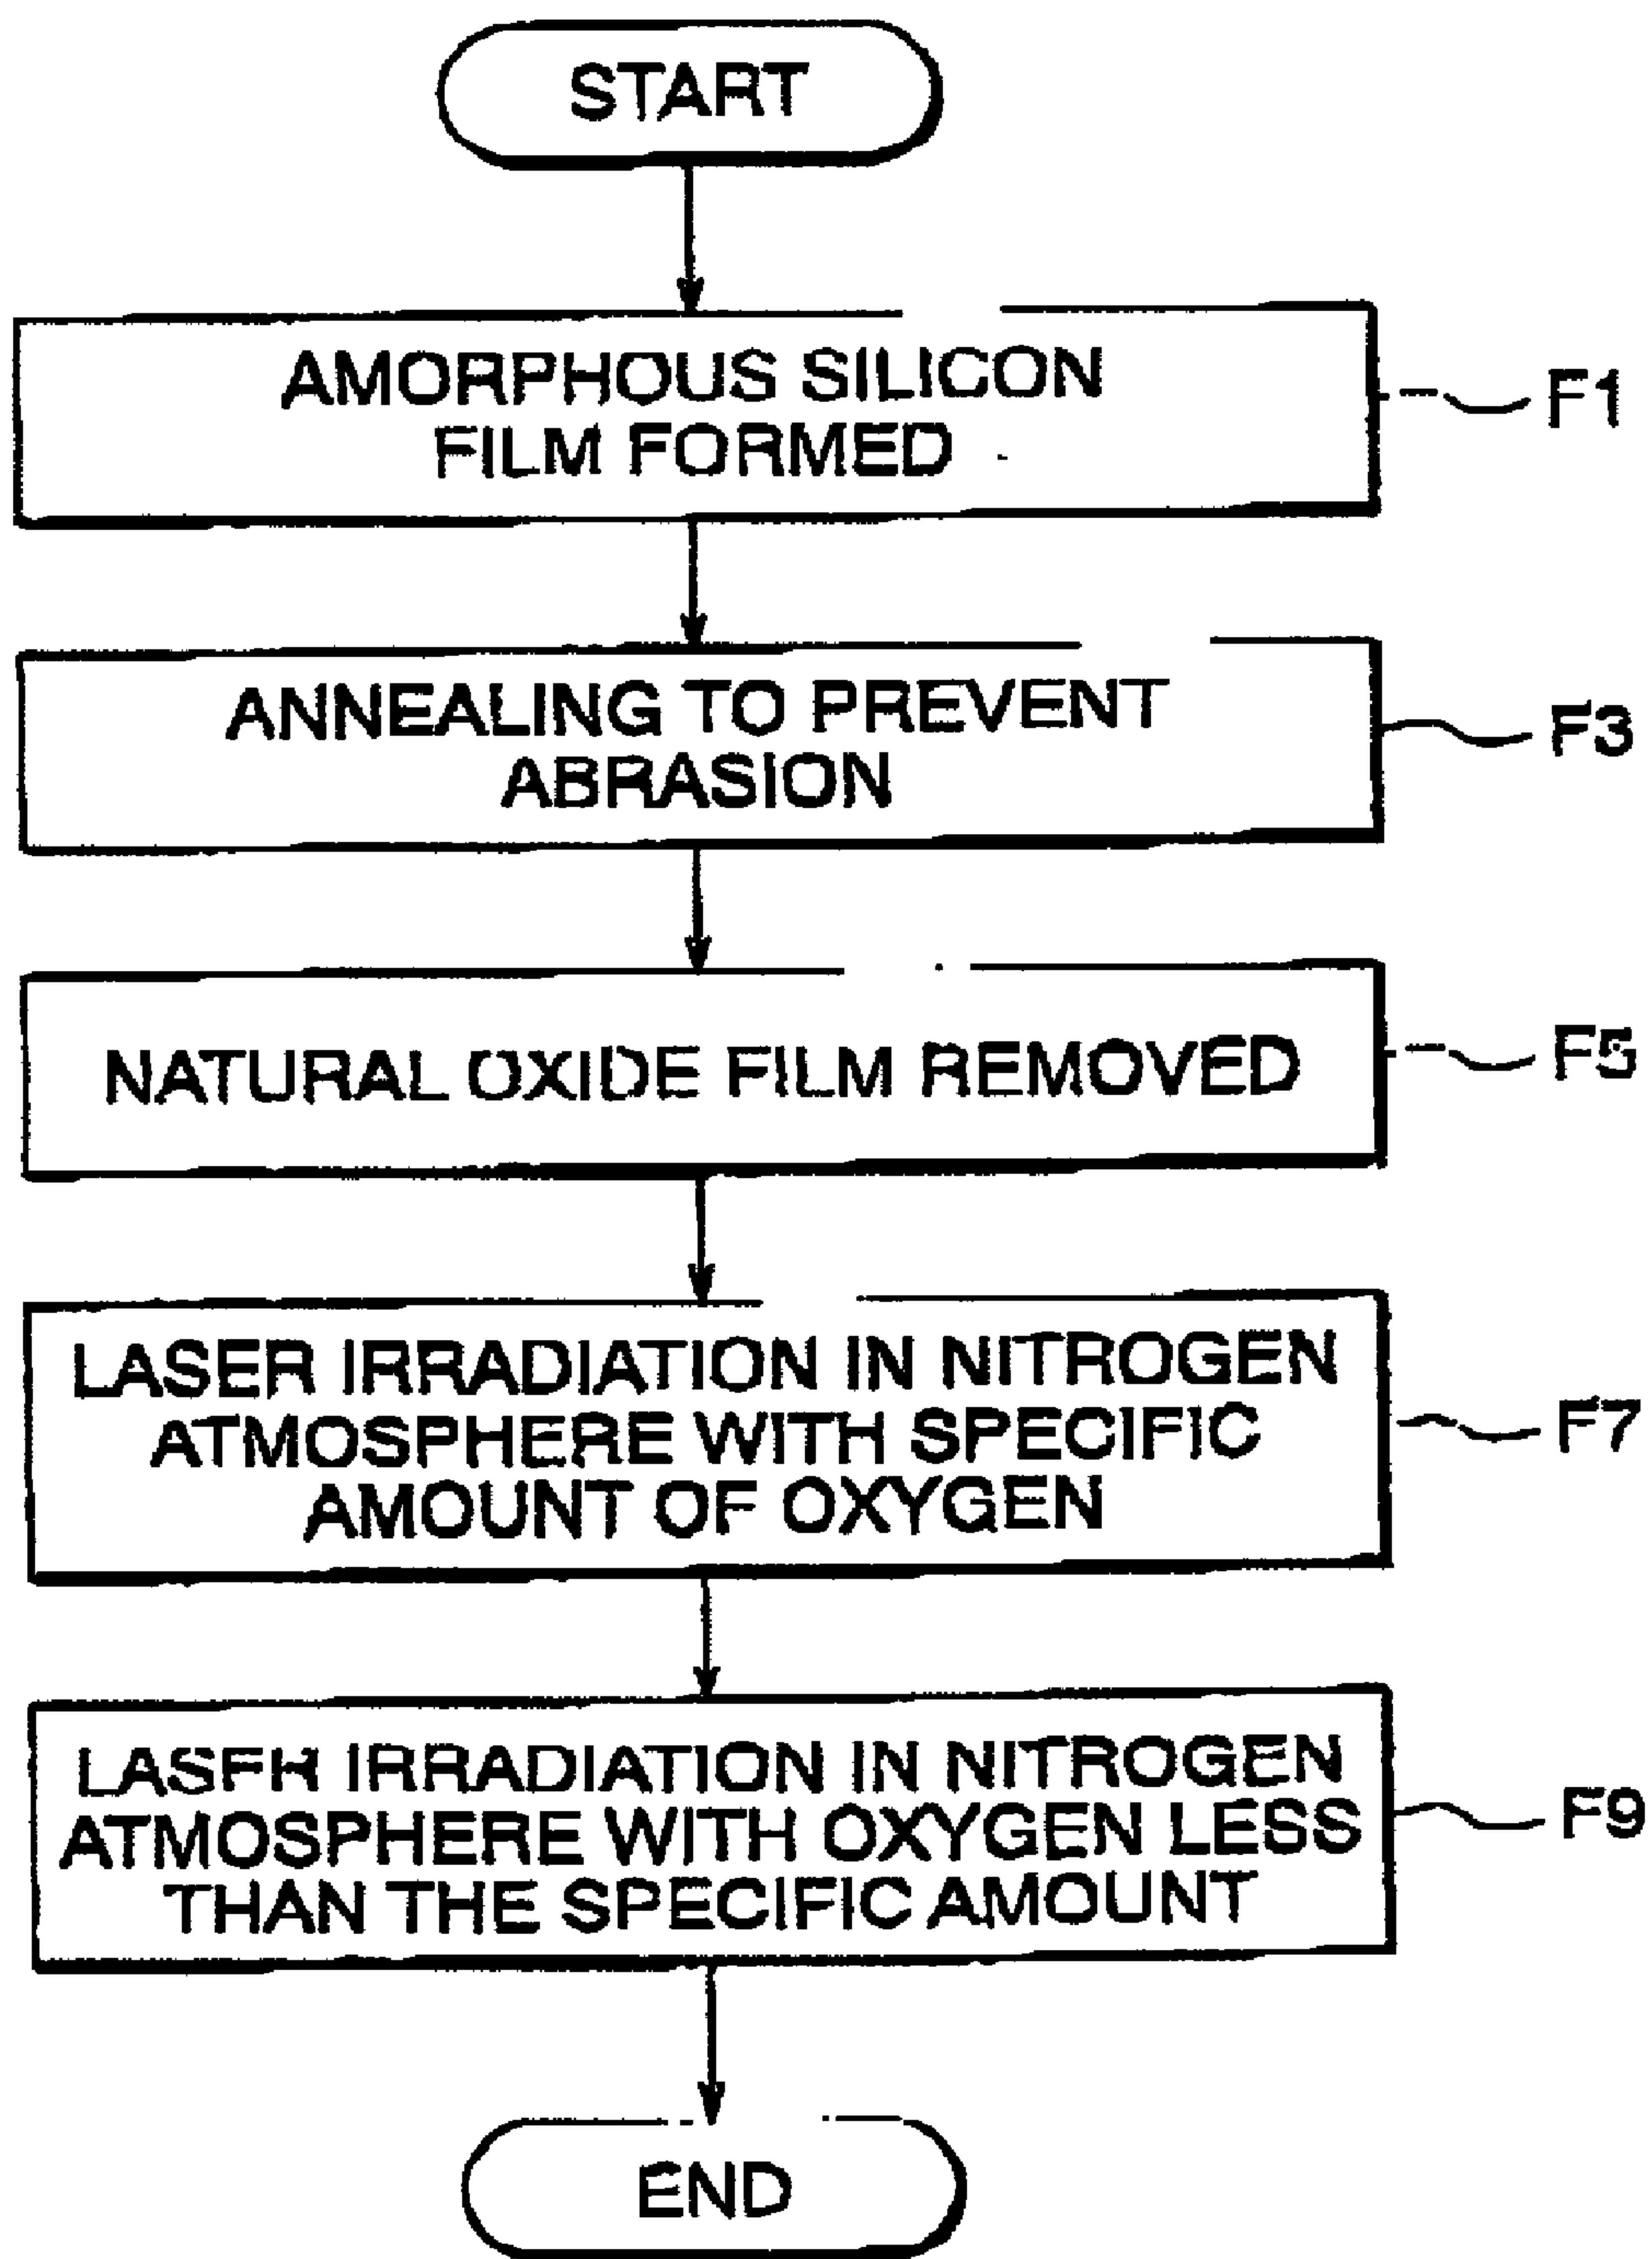 START
AMORPHOUS SILICON
FILM FORMED
F1
ANNEALING TO PREVENT
ABRASION
F3
NATURAL OXIDE FILM REMOVED
F5
LASER IRRADIATION IN NITROGEN
ATMOSPHERE WITH SPECIFIC
AMOUNT OF OXYGEN
F7
LASER IRRADIATION IN NITROGEN
ATMOSPHERE WITH OXYGEN LESS
THAN THE SPECIFIC AMOUNT
F9
END